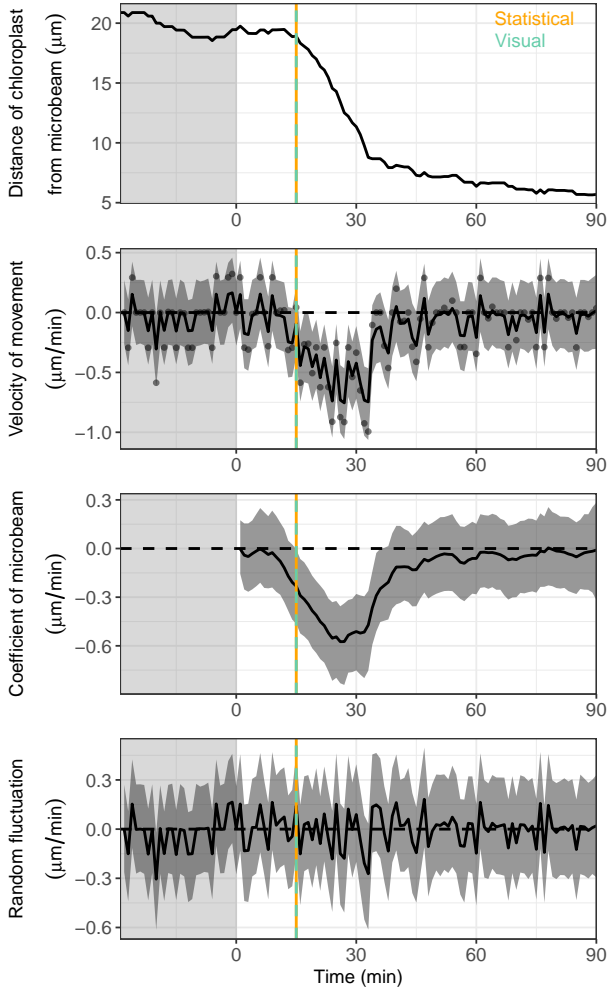 Distance of chloroplast
from microbeam (μm)
20
15
10
5
Statistical
Visual
0
30
60
90
Velocity of movement
(μm/min)
0.5
0.0
−0.5
−1.0
0
30
60
90
Coefficient of microbeam
(μm/min)
0.3
0.0
−0.3
−0.6
0
30
60
90
Random fluctuation
(μm/min)
0.3
0.0
−0.3
−0.6
0
30
60
90
Time (min)